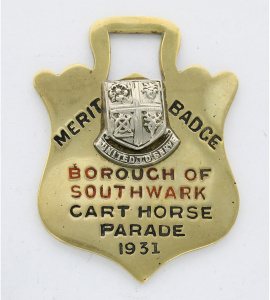 MERIT BADGE
UNITED TO SERVE
BOROUGH OF
SOUTHWARK
CART HORSE
PARADE
1931